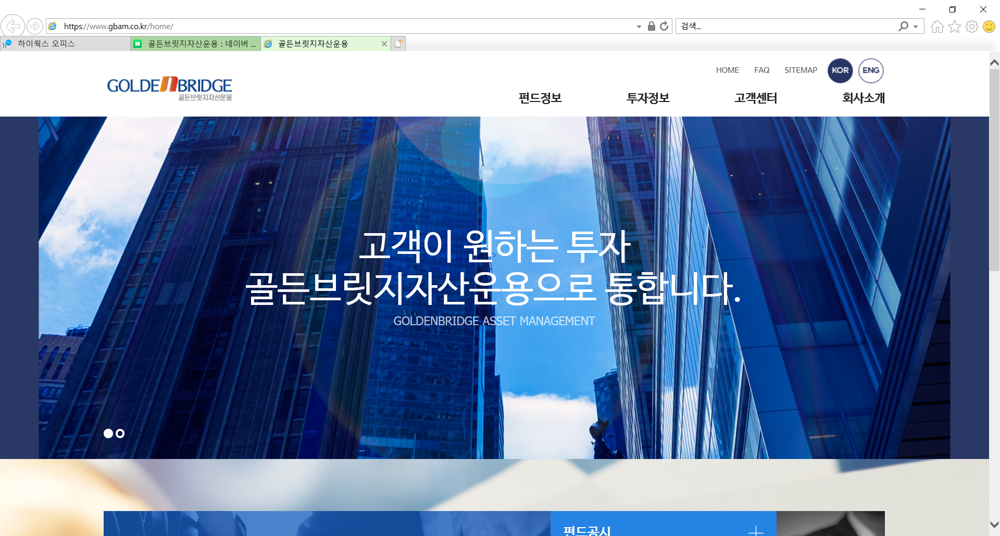 https://www.gbam.co.kr/home/
검색...
하이웍스 오피스
골든브릿지자산운용 : 네이버 ...
골든브릿지자산운용
HOME FAQ SITEMAP KOR ENG
GOLDENBRIDGE
골든브릿지자산운용
펀드정보 투자정보 고객센터 회사소개
고객이 원하는 투자
골든브릿지자산운용으로 통합니다.
GOLDENBRIDGE ASSET MANAGEMENT
펀드공시